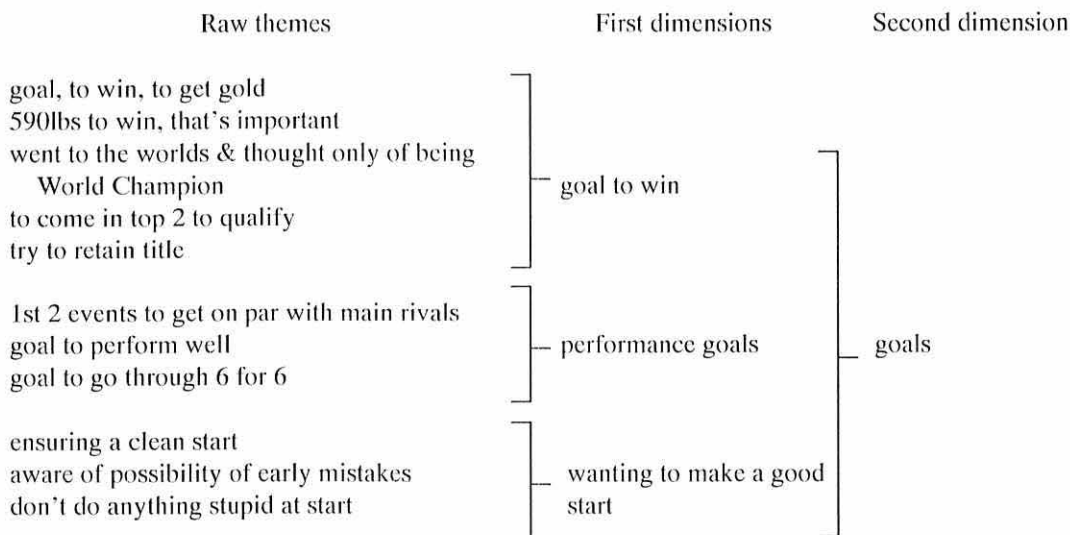 Raw themes First dimensions Second dimension
goal, to win, to get gold
590lbs to win, that's important
went to the worlds & thought only of being
World Champion
goal to win
to come in top 2 to qualify
try to retain title
1st 2 events to get on par with main rivals
goal to perform well
performance goals
goals
goal to go through 6 for 6
ensuring a clean start
aware of possibility of early mistakes
wanting to make a good
don't do anything stupid at start
start